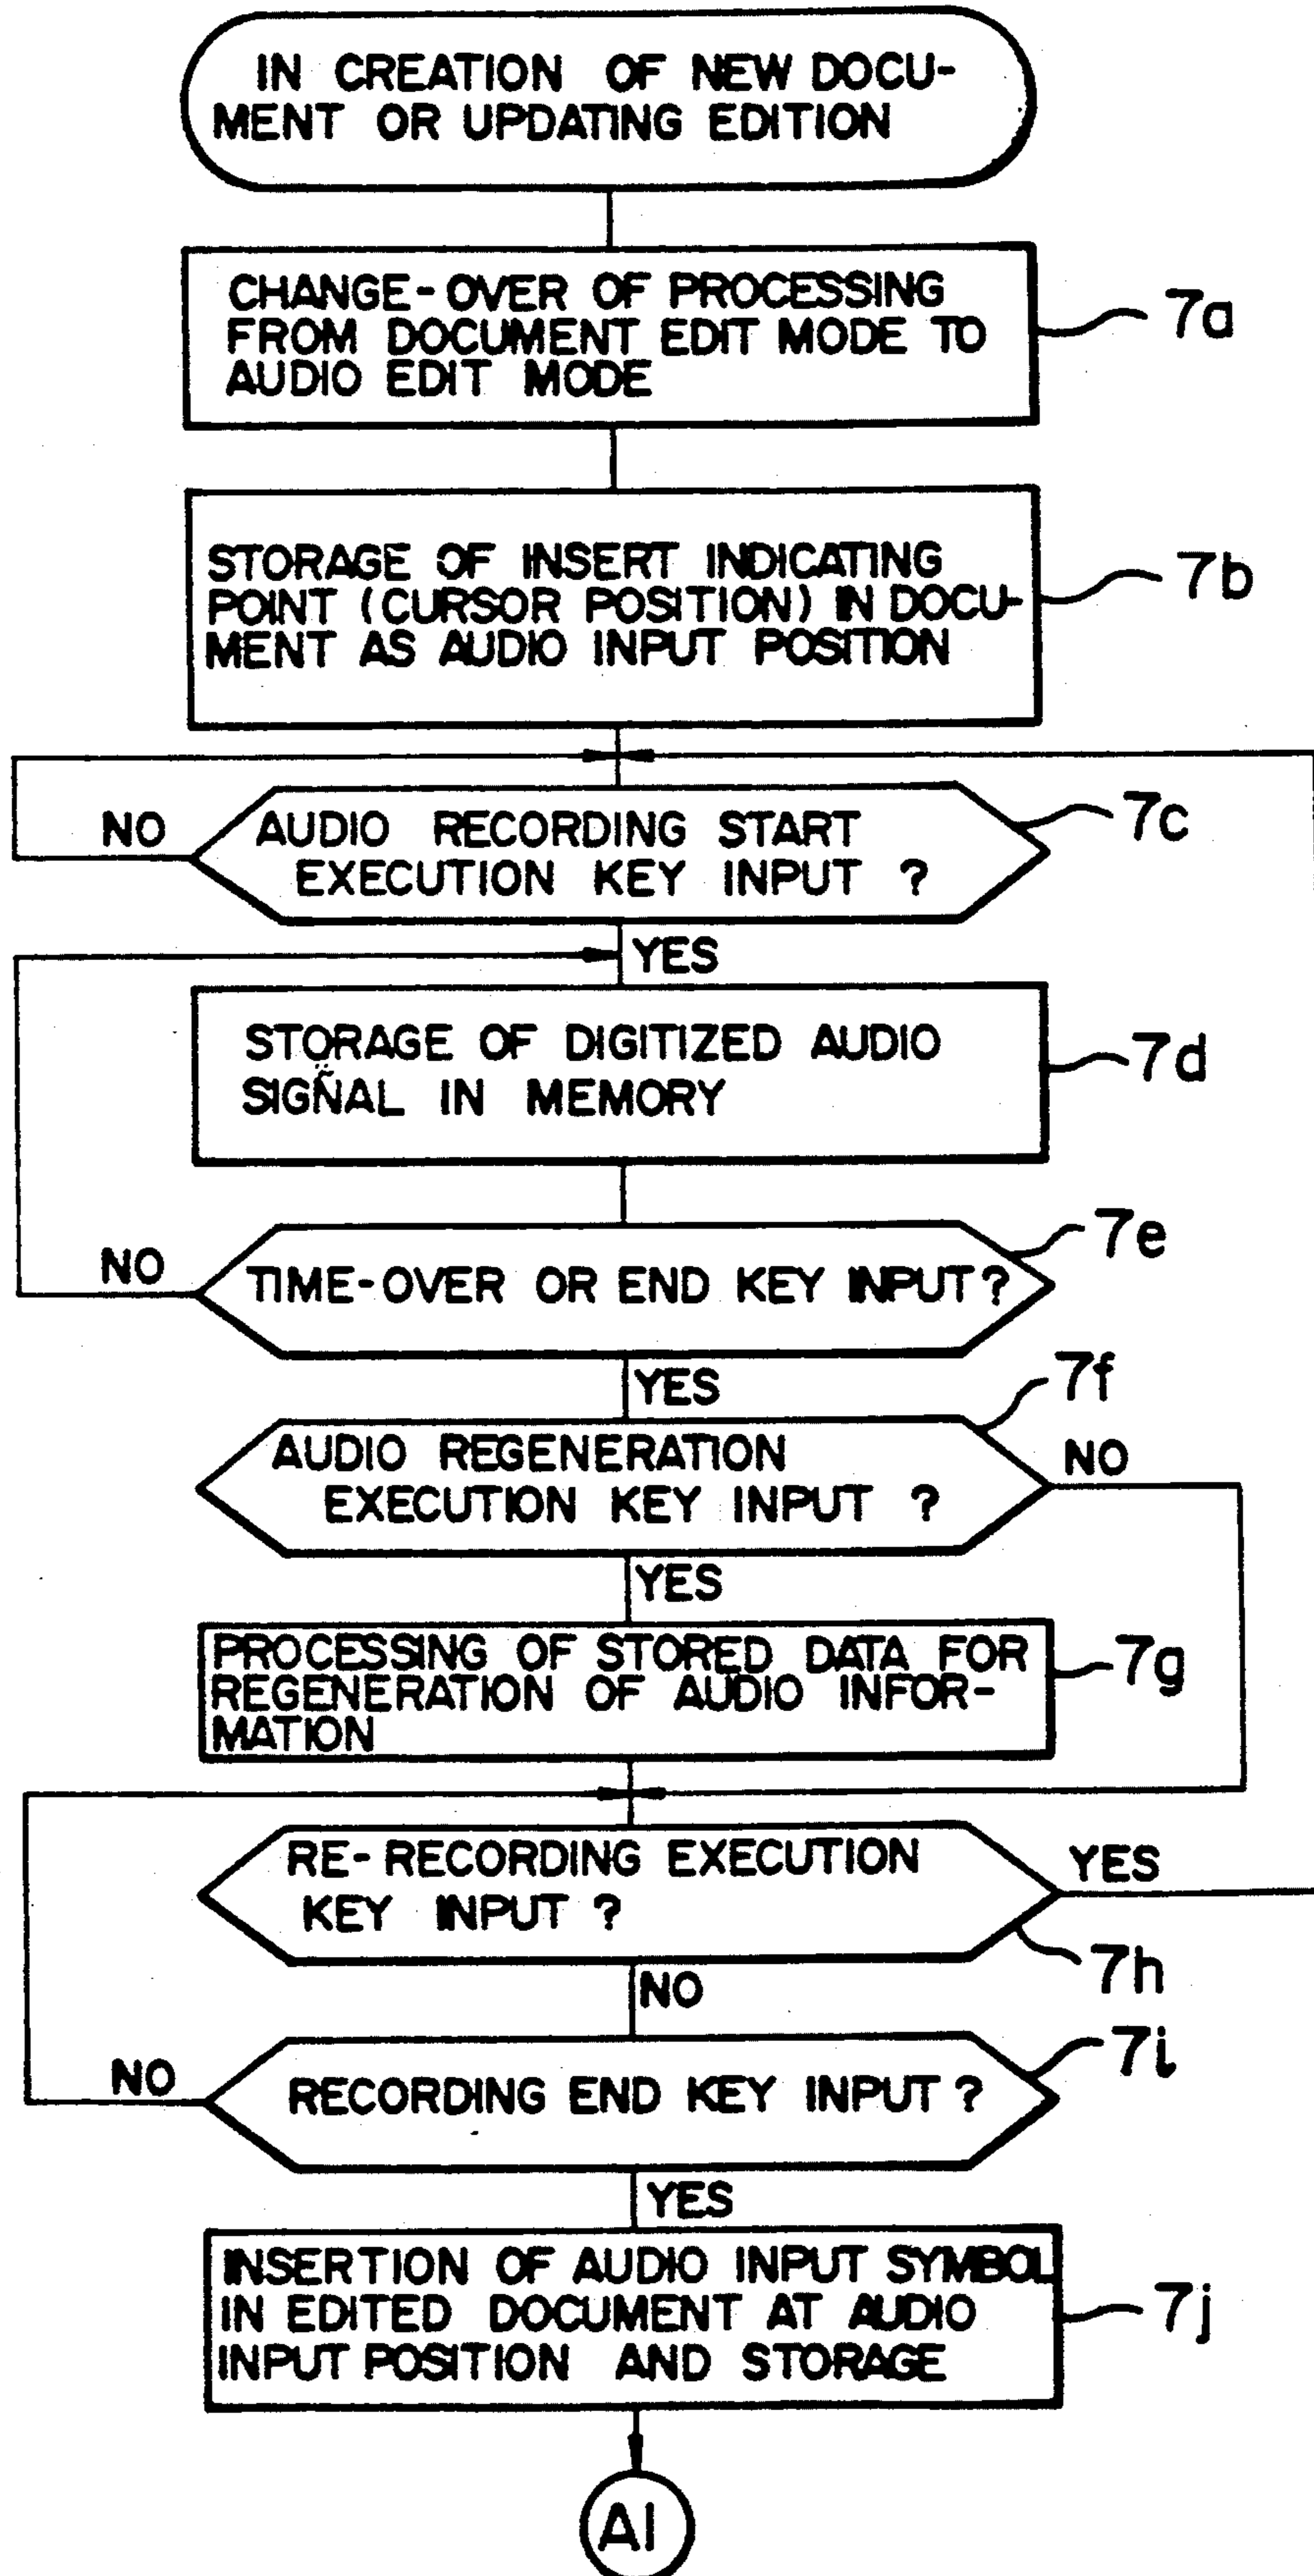 IN CREATION OF NEW DOCU-
MENT OR UPDATING EDITION
CHANGE-OVER OF PROCESSING
FROM DOCUMENT EDIT MODE TO
AUDIO EDIT MODE
7a
STORAGE OF INSERT INDICATING
POINT (CURSOR POSITION) IN DOCU-
MENT AS AUDIO INPUT POSITION
7b
NO
AUDIO RECORDING START
EXECUTION KEY INPUT ?
7c
YES
STORAGE OF DIGITIZED AUDIO
SIGNAL IN MEMORY
7d
NO
TIME-OVER OR END KEY INPUT ?
7e
YES
7f
AUDIO REGENERATION
EXECUTION KEY INPUT ?
NO
YES
PROCESSING OF STORED DATA FOR
REGENERATION OF AUDIO INFOR-
MATION
7g
RE-RECORDING EXECUTION
KEY INPUT ?
YES
7h
NO
7i
NO
RECORDING END KEY INPUT ?
YES
INSERTION OF AUDIO INPUT SYMBOL
IN EDITED DOCUMENT AT AUDIO
INPUT POSITION AND STORAGE
7j
A1